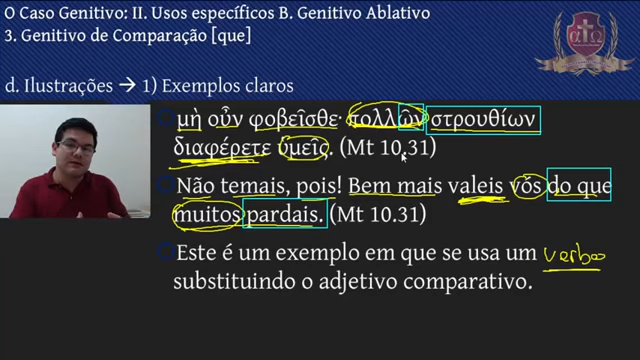 O Caso Genitivo: II. Usos específicos B. Genitivo Ablativo
3. Genitivo de Comparação [que]
d. Ilustrações → 1) Exemplos claros
μὴ οὖν φοβεῖσθε· πολλῶν στρουθίων
διαφέρετε ὑμεῖς. (Mt 10.31)
Não temais, pois! Bem mais valeis vós do que
muitos pardais. (Mt 10.31)
Este é um exemplo em que se usa um verbo
substituindo o adjetivo comparativo.
α Ω